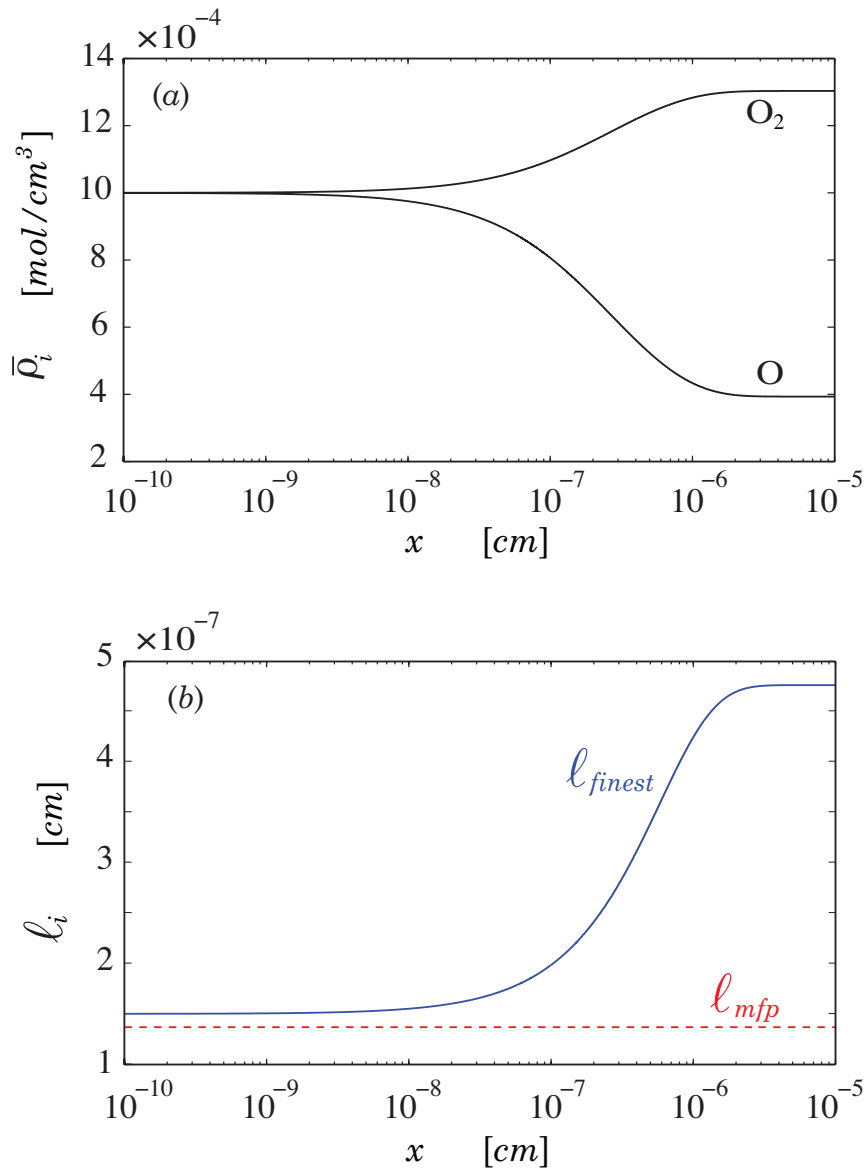 ×10⁻⁴
14
(a)
O₂
12
10
8
6
O
4
2
ρ̄ᵢ [mol/cm³]
10⁻¹⁰ 10⁻⁹ 10⁻⁸ 10⁻⁷ 10⁻⁶ 10⁻⁵
x [cm]
×10⁻⁷
5
(b)
4
ℓ_finest
3
2
ℓ_mfp
1
ℓᵢ [cm]
10⁻¹⁰ 10⁻⁹ 10⁻⁸ 10⁻⁷ 10⁻⁶ 10⁻⁵
x [cm]